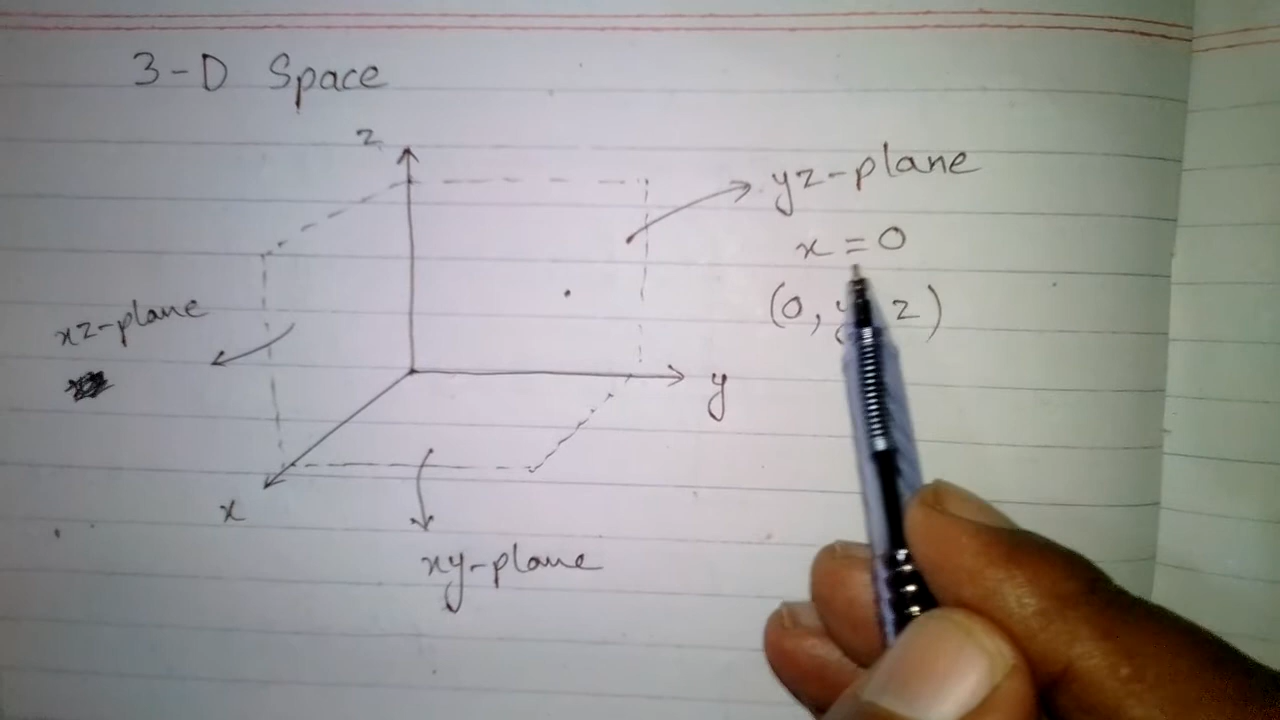 3-D Space
z
yz-plane
x = 0
(0, y, z)
xz-plane
y
x
xy-plane